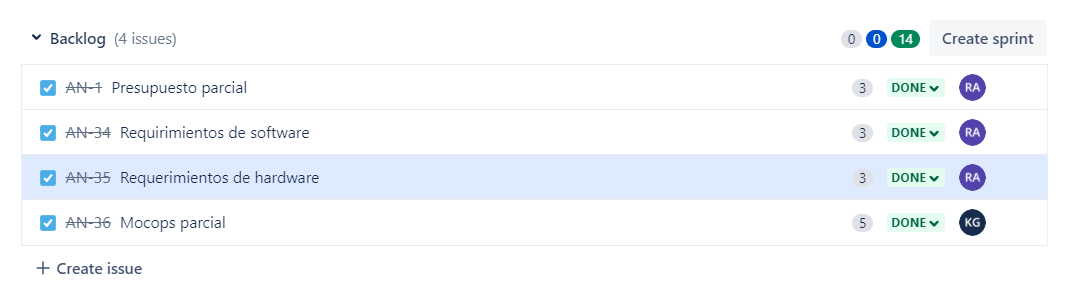 Backlog (4 issues) 0 0 14 Create sprint
AN-1 Presupuesto parcial 3 DONE RA
AN-34 Requirimientos de software 3 DONE RA
AN-35 Requerimientos de hardware 3 DONE RA
AN-36 Mocops parcial 5 DONE KG
+ Create issue